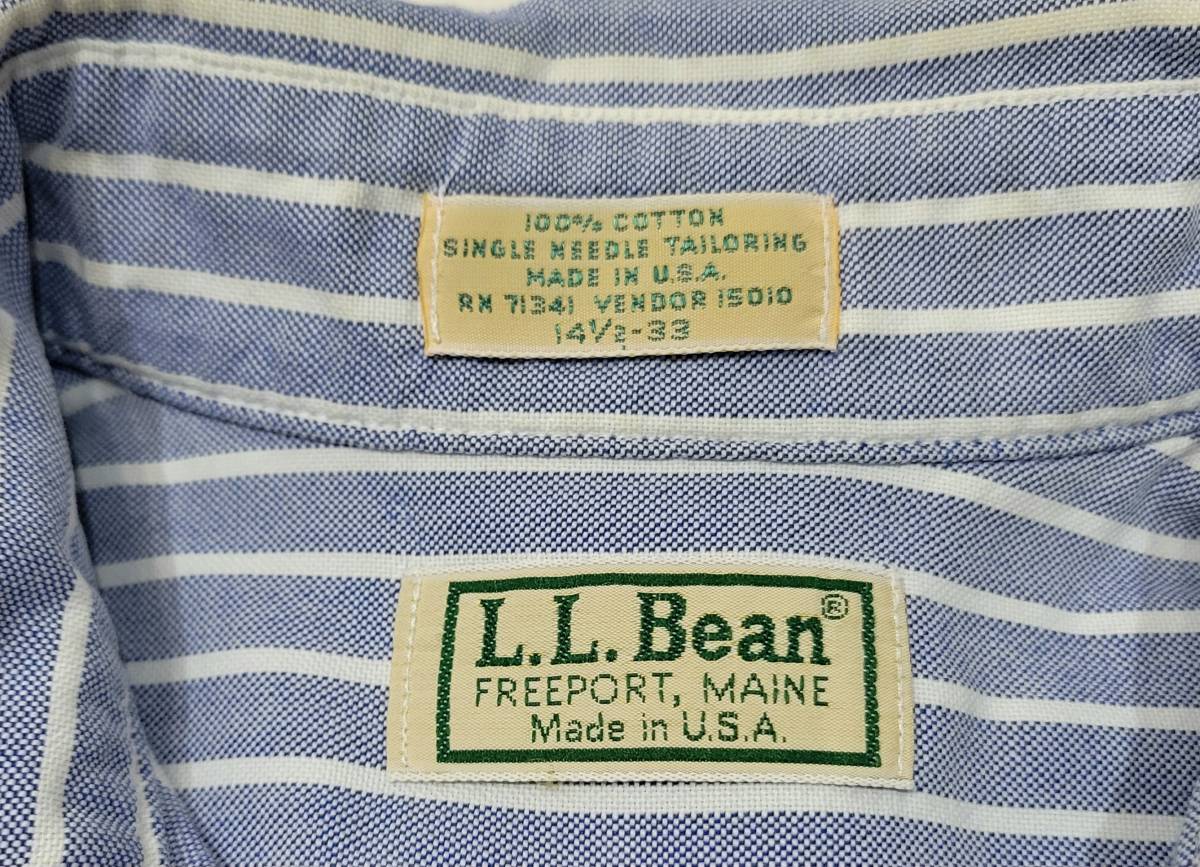 100% COTTON
SINGLE NEEDLE TAILORING
MADE IN U.S.A.
RN 71341 VENDOR 15010
14½-33
L.L.Bean®
FREEPORT, MAINE
Made in U.S.A.